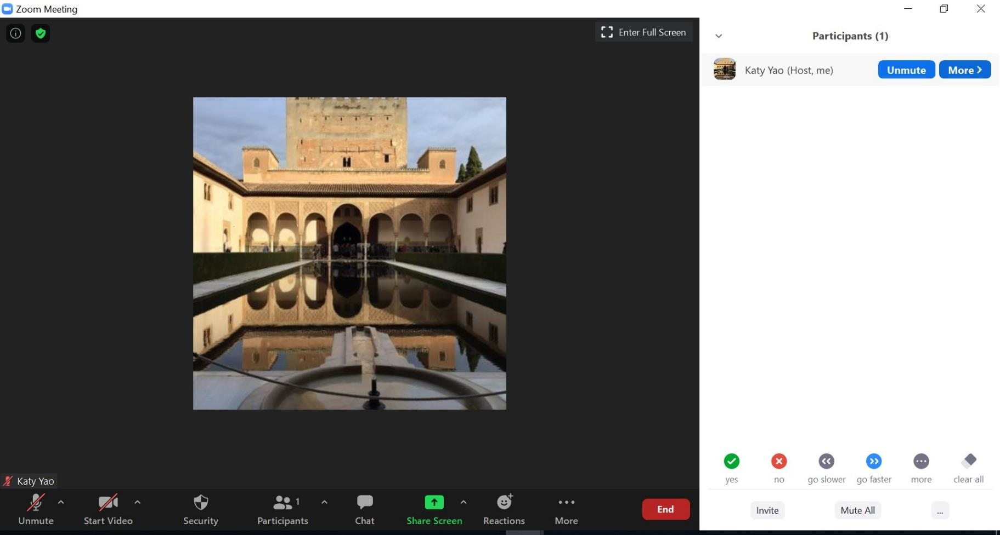 Zoom Meeting
Enter Full Screen
Participants (1)
Katy Yao (Host, me)
Unmute
More
Katy Yao
yes
no
go slower
go faster
more
clear all
Unmute
Start Video
Security
1
Participants
Chat
Share Screen
Reactions
More
End
Invite
Mute All
...